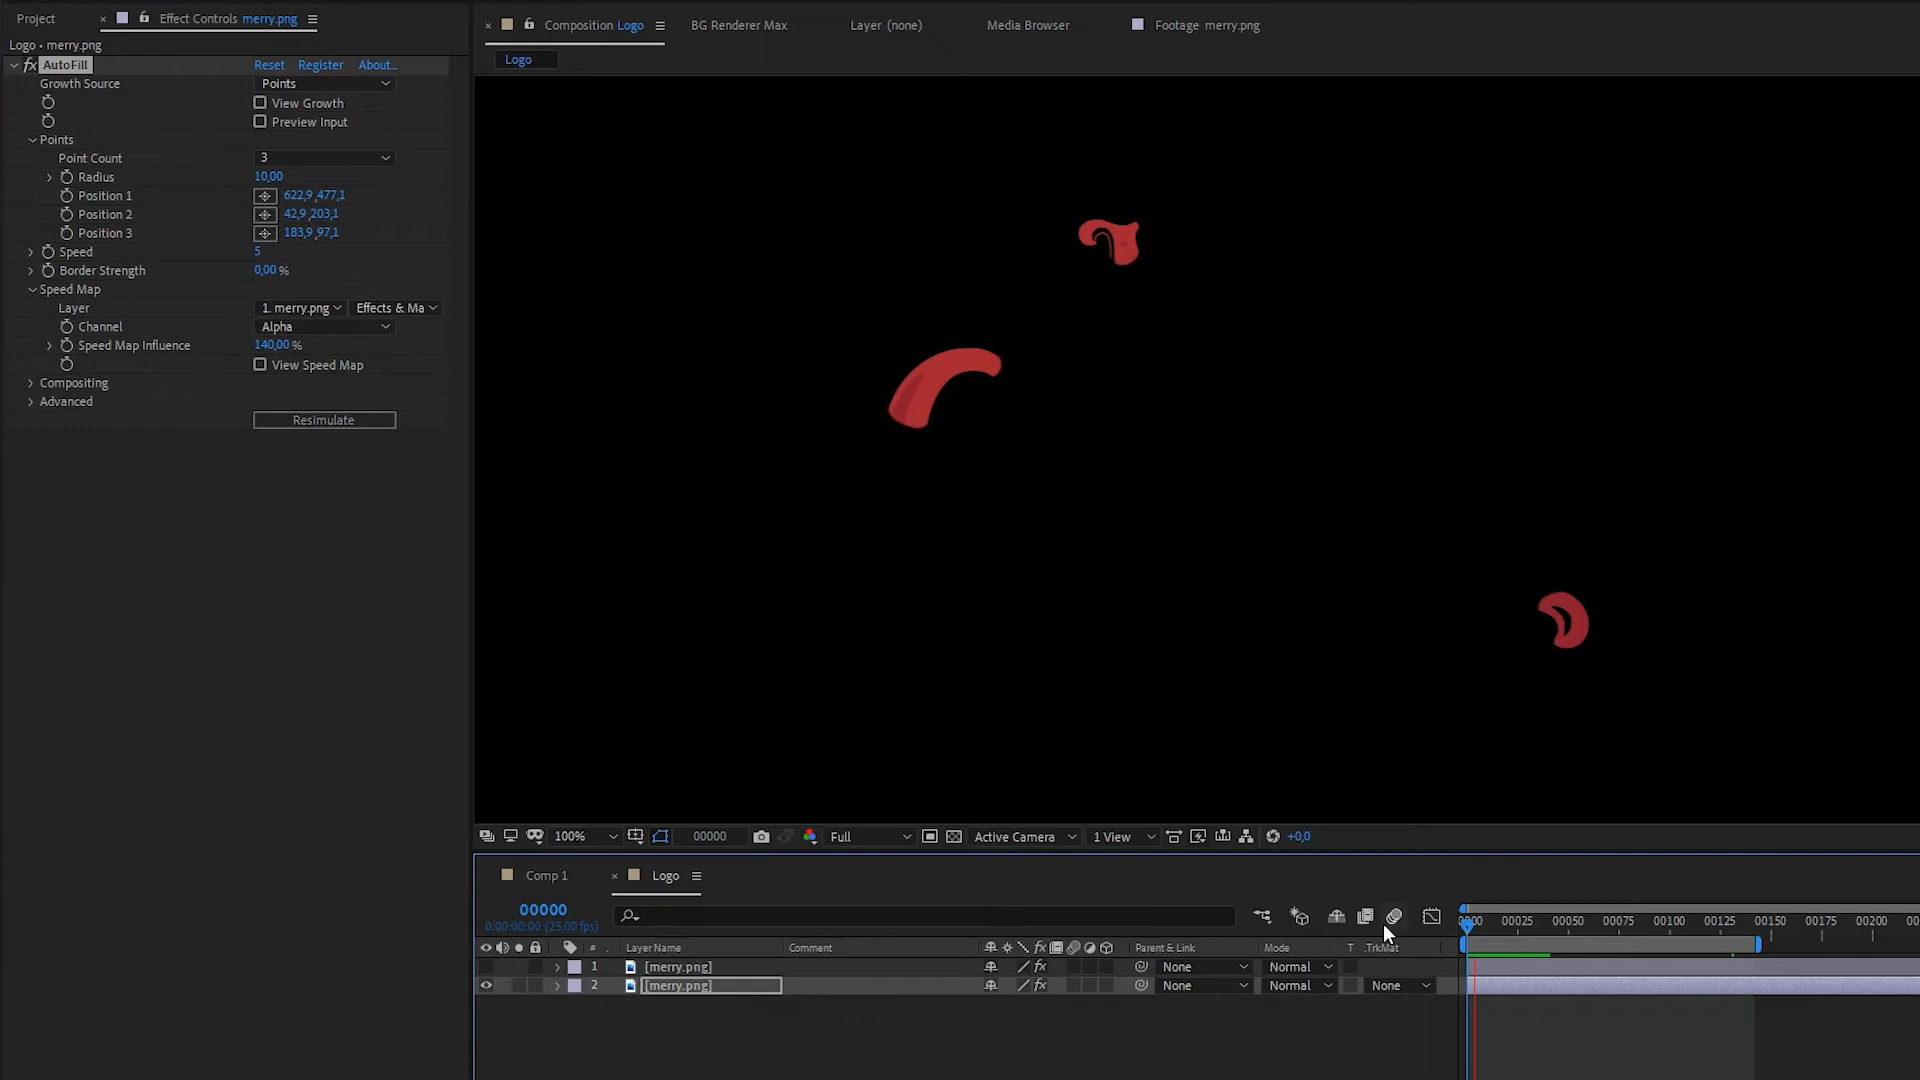 Project
Effect Controls merry.png
Composition Logo
BG Renderer Max
Layer (none)
Media Browser
Footage merry.png
Logo • merry.png
Logo
fx AutoFill
Reset
Register
About...
Growth Source
Points
View Growth
Preview Input
Points
Point Count
3
Radius
10,00
Position 1
622,9,477,1
Position 2
42,9,203,1
Position 3
183,9,97,1
Speed
5
Border Strength
0,00 %
Speed Map
Layer
1. merry.png
Effects & Ma
Channel
Alpha
Speed Map Influence
140,00 %
View Speed Map
Compositing
Advanced
Resimulate
100%
00000
Full
Active Camera
1 View
+0,0
Comp 1
Logo
00000
0:00:00:00 (25.00 fps)
00025
00050
00075
00100
00125
00150
00175
00200
#
Layer Name
Comment
fx
Parent & Link
Mode
T
.TrkMat
1
[merry.png]
fx
None
Normal
2
[merry.png]
fx
None
Normal
None